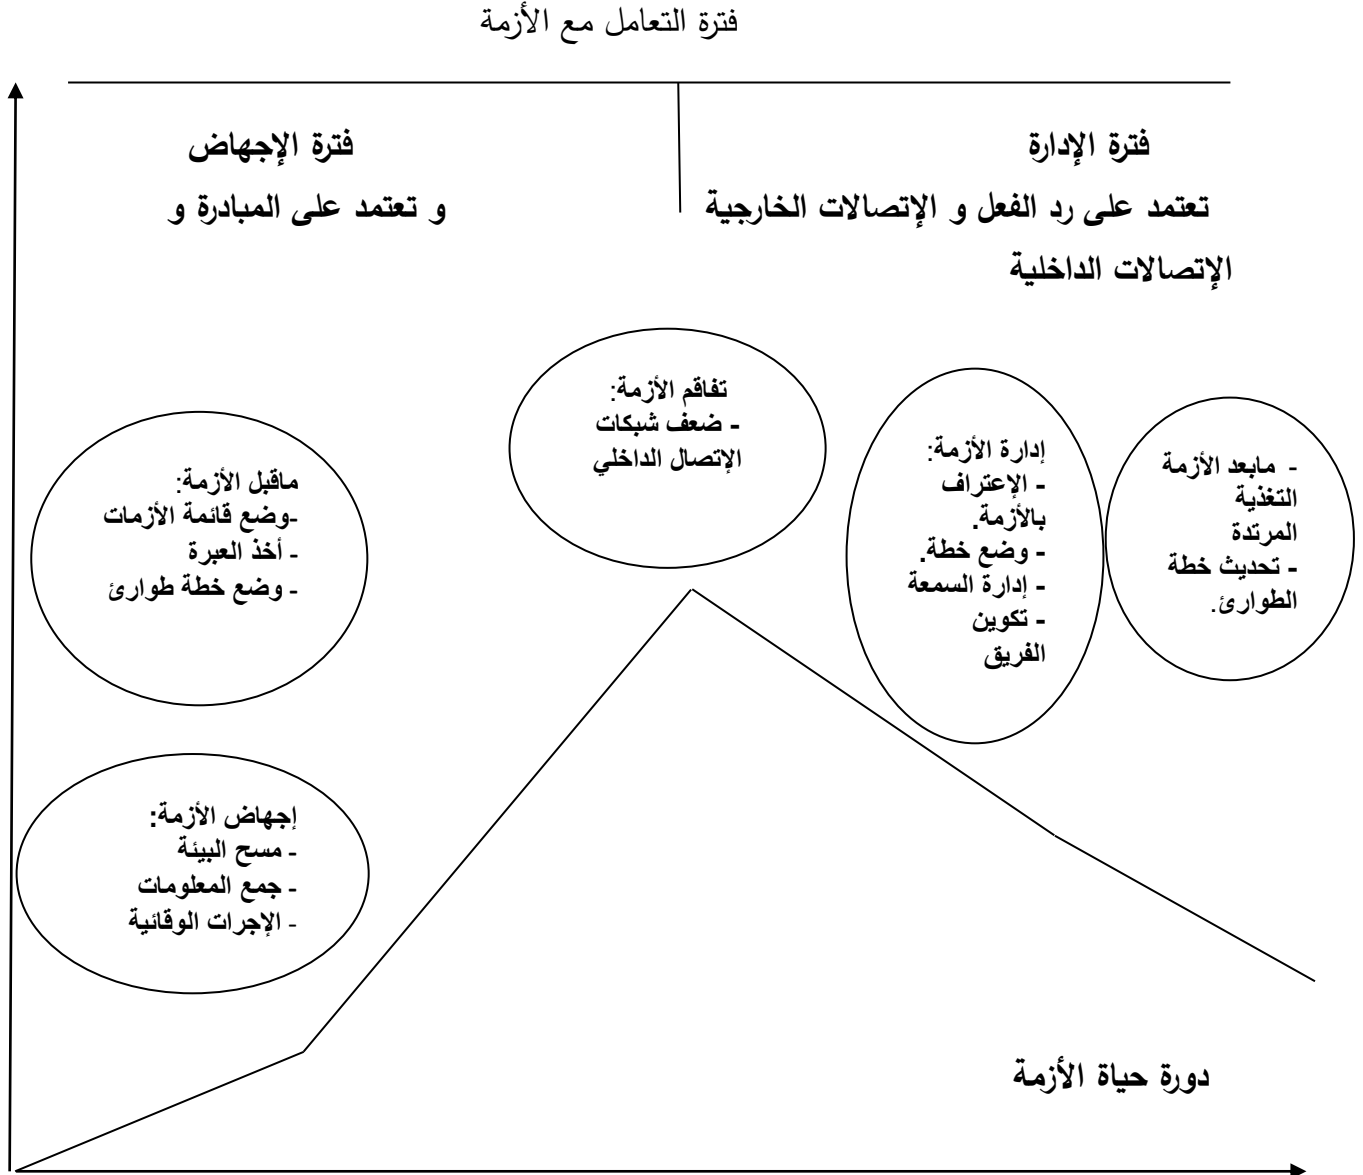 فترة التعامل مع الأزمة
فترة الإدارة
فترة الإجهاض
تعتمد على رد الفعل و الإتصالات الخارجية
و تعتمد على المبادرة و
الإتصالات الداخلية
تفاقم الأزمة:
- ضعف شبكات
الإتصال الداخلي
إدارة الأزمة:
- الإعتراف
بالأزمة.
- وضع خطة.
- إدارة السمعة
- تكوين
الفريق
- مابعد الأزمة
التغذية
المرتدة
- تحديث خطة
الطوارئ.
ماقبل الأزمة:
-وضع قائمة الأزمات
- أخذ العبرة
- وضع خطة طوارئ
إجهاض الأزمة:
- مسح البيئة
- جمع المعلومات
- الإجرات الوقائية
دورة حياة الأزمة